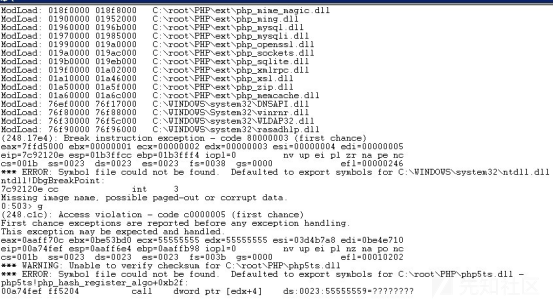 ModLoad: 018f0000 018f8000   C:\root\PHP\ext\php_mime_magic.dll
ModLoad: 01900000 01952000   C:\root\PHP\ext\php_ming.dll
ModLoad: 01960000 0196b000   C:\root\PHP\ext\php_mysql.dll
ModLoad: 01970000 01985000   C:\root\PHP\ext\php_mysqli.dll
ModLoad: 01990000 019a0000   C:\root\PHP\ext\php_openssl.dll
ModLoad: 019a0000 019ac000   C:\root\PHP\ext\php_sockets.dll
ModLoad: 019b0000 019eb000   C:\root\PHP\ext\php_sqlite.dll
ModLoad: 019f0000 01a02000   C:\root\PHP\ext\php_xmlrpc.dll
ModLoad: 01a10000 01a46000   C:\root\PHP\ext\php_xsl.dll
ModLoad: 01a50000 01a5f000   C:\root\PHP\ext\php_zip.dll
ModLoad: 01a60000 01a6c000   C:\root\PHP\ext\php_memcache.dll
ModLoad: 76ef0000 76f17000   C:\WINDOWS\system32\DNSAPI.dll
ModLoad: 76f80000 76f88000   C:\WINDOWS\System32\winrnr.dll
ModLoad: 76f30000 76f5c000   C:\WINDOWS\system32\WLDAP32.dll
ModLoad: 76f90000 76f96000   C:\WINDOWS\system32\rasadhlp.dll
(248.17e4): Break instruction exception - code 80000003 (first chance)
eax=7ffd5000 ebx=00000001 ecx=00000002 edx=00000003 esi=00000004 edi=00000005
eip=7c92120e esp=01b3ffcc ebp=01b3fff4 iopl=0         nv up ei pl zr na pe nc
cs=001b  ss=0023  ds=0023  es=0023  fs=0038  gs=0000             efl=00000246
*** ERROR: Symbol file could not be found.  Defaulted to export symbols for C:\WINDOWS\system32\ntdll.dll
ntdll!DbgBreakPoint:
7c92120e cc              int     3
Missing image name, possible paged-out or corrupt data.
0:503> g
(248.c1c): Access violation - code c0000005 (first chance)
First chance exceptions are reported before any exception handling.
This exception may be expected and handled.
eax=0aaff70c ebx=0be53bd0 ecx=55555555 edx=55555555 esi=03d4b7a8 edi=0be4e710
eip=00a74fef esp=0aaff6e4 ebp=0aaffb98 iopl=0         nv up ei pl nz na po nc
cs=001b  ss=0023  ds=0023  es=0023  fs=003b  gs=0000             efl=00010202
*** WARNING: Unable to verify checksum for C:\root\PHP\php5ts.dll
*** ERROR: Symbol file could not be found.  Defaulted to export symbols for C:\root\PHP\php5ts.dll -
php5ts!php_hash_register_algo+0xb2f:
00a74fef ff5204          call    dword ptr [edx+4]    ds:0023:55555559=????????